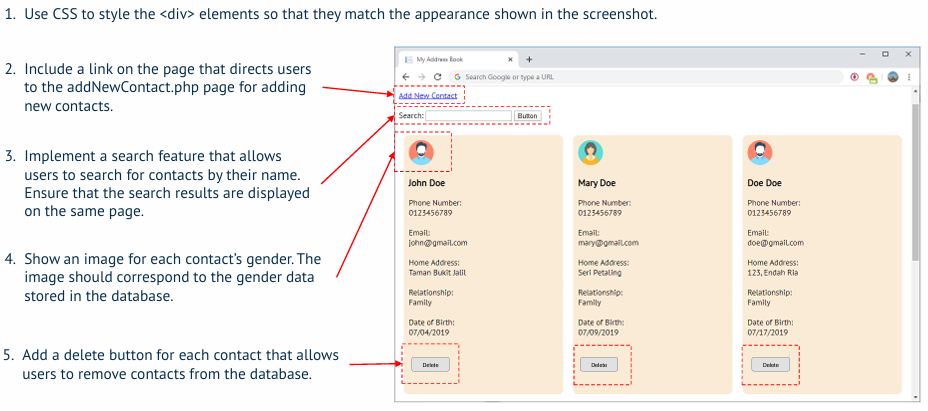 1. Use CSS to style the <div> elements so that they match the appearance shown in the screenshot.
2. Include a link on the page that directs users
to the addNewContact.php page for adding
new contacts.
3. Implement a search feature that allows
users to search for contacts by their name.
Ensure that the search results are displayed
on the same page.
4. Show an image for each contact's gender. The
image should correspond to the gender data
stored in the database.
5. Add a delete button for each contact that allows
users to remove contacts from the database.
My Address Book
Search Google or type a URL
Add New Contact
Search: Button
John Doe
Phone Number:
0123456789
Email:
john@gmail.com
Home Address:
Taman Bukit Jalil
Relationship:
Family
Date of Birth:
07/04/2019
Delete
Mary Doe
Phone Number:
0123456789
Email:
mary@gmail.com
Home Address:
Seri Petaling
Relationship:
Family
Date of Birth:
07/09/2019
Delete
Doe Doe
Phone Number:
0123456789
Email:
doe@gmail.com
Home Address:
123, Endah Ria
Relationship:
Family
Date of Birth:
07/17/2019
Delete